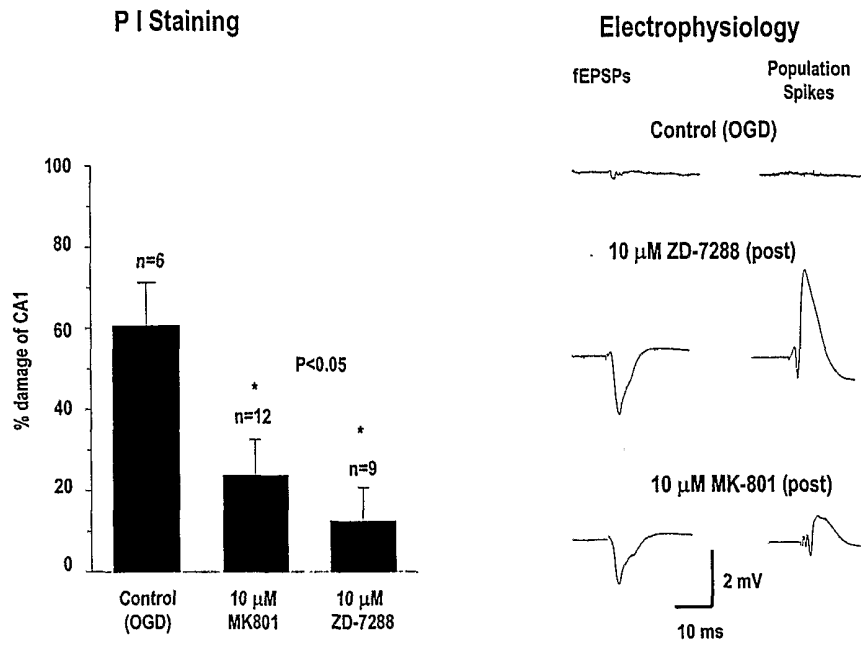 P I Staining
% damage of CA1
100
80
60
40
20
0
n=6
P<0.05
*
n=12
*
n=9
Control
(OGD)
10 µM
MK801
10 µM
ZD-7288
Electrophysiology
fEPSPs
Population
Spikes
Control (OGD)
10 µM ZD-7288 (post)
10 µM MK-801 (post)
2 mV
10 ms